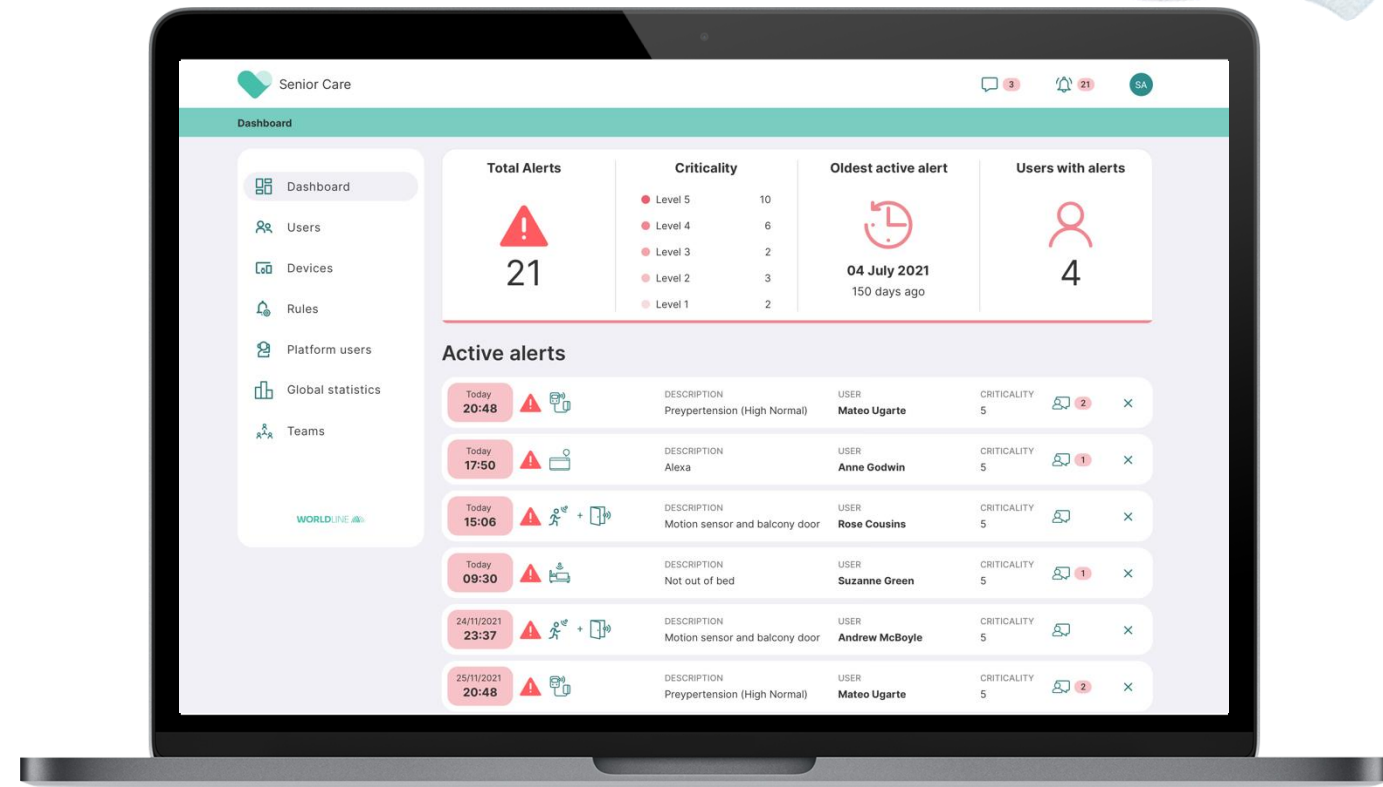 Senior Care
3
21
SA
Dashboard
Dashboard
Users
Devices
Rules
Platform users
Global statistics
Teams
WORLDLINE
Total Alerts
21
Criticality
Level 5 10
Level 4 6
Level 3 2
Level 2 3
Level 1 2
Oldest active alert
04 July 2021
150 days ago
Users with alerts
4
Active alerts
Today DESCRIPTION USER CRITICALITY
20:48 Preypertension (High Normal) Mateo Ugarte 5 2
Today DESCRIPTION USER CRITICALITY
17:50 Alexa Anne Godwin 5 1
Today DESCRIPTION USER CRITICALITY
15:06 Motion sensor and balcony door Rose Cousins 5
Today DESCRIPTION USER CRITICALITY
09:30 Not out of bed Suzanne Green 5 1
24/11/2021 DESCRIPTION USER CRITICALITY
23:37 Motion sensor and balcony door Andrew McBoyle 5
25/11/2021 DESCRIPTION USER CRITICALITY
20:48 Preypertension (High Normal) Mateo Ugarte 5 2